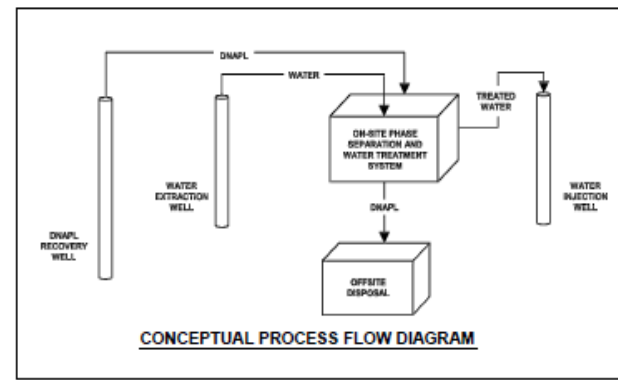 DNAPL
WATER
TREATED
WATER
ON-SITE PHASE
SEPARATION AND
WATER TREATMENT
SYSTEM
WATER
EXTRACTION
WELL
WATER
INJECTION
WELL
DNAPL
DNAPL
RECOVERY
WELL
OFFSITE
DISPOSAL
CONCEPTUAL PROCESS FLOW DIAGRAM